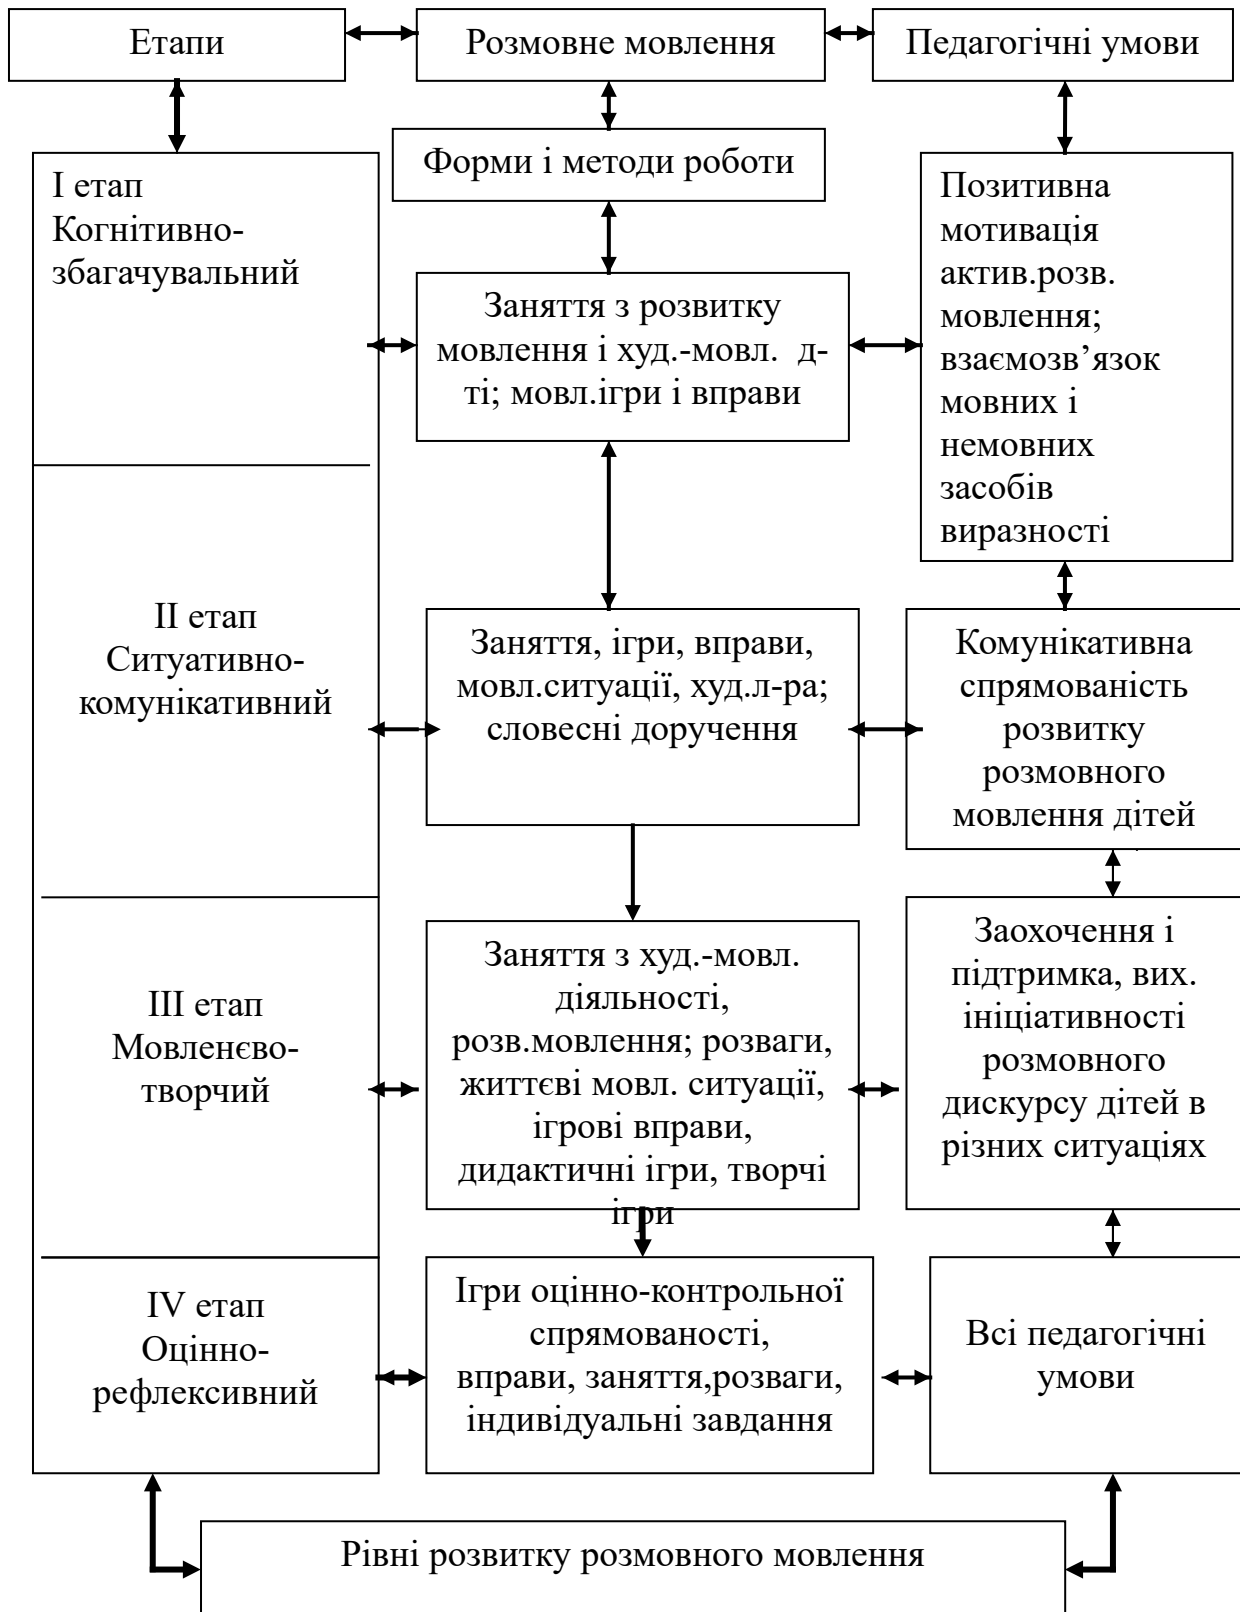 Етапи
Розмовне мовлення
Педагогічні умови
Форми і методи роботи
І етап
Когнітивно-
збагачувальний
Заняття з розвитку
мовлення і худ.-мовл. д-
ті; мовл.ігри і вправи
Позитивна
мотивація
актив.розв.
мовлення;
взаємозв’язок
мовних і
немовних
засобів
виразності
ІІ етап
Ситуативно-
комунікативний
Заняття, ігри, вправи,
мовл.ситуації, худ.л-ра;
словесні доручення
Комунікативна
спрямованість
розвитку
розмовного
мовлення дітей
ІІІ етап
Мовленєво-
творчий
Заняття з худ.-мовл.
діяльності,
розв.мовлення; розваги,
життєві мовл. ситуації,
ігрові вправи,
дидактичні ігри, творчі
ігри
Заохочення і
підтримка, вих.
ініціативності
розмовного
дискурсу дітей в
різних ситуаціях
IV етап
Оцінно-
рефлексивний
Ігри оцінно-контрольної
спрямованості,
вправи, заняття,розваги,
індивідуальні завдання
Всі педагогічні
умови
Рівні розвитку розмовного мовлення